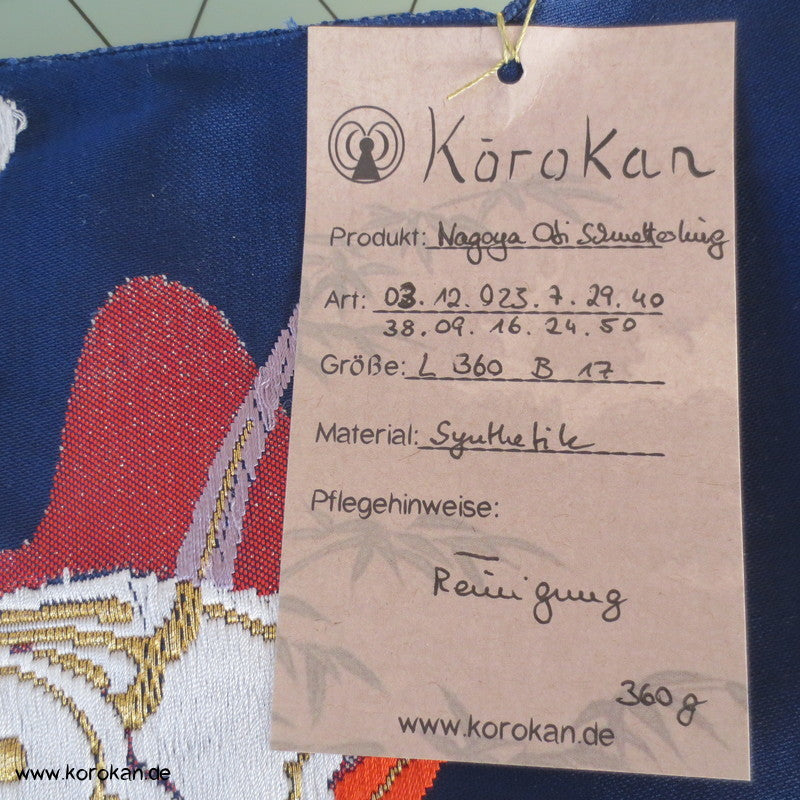 Kōrokan
Produkt: Nagoya Obi Schmetterling
Art: 03.12.023.7.29.40
38.09.16.24.50
Größe: L 360 B 17
Material: Synthetik
Pflegehinweise:
Reinigung
360 g
www.korokan.de
www.korokan.de